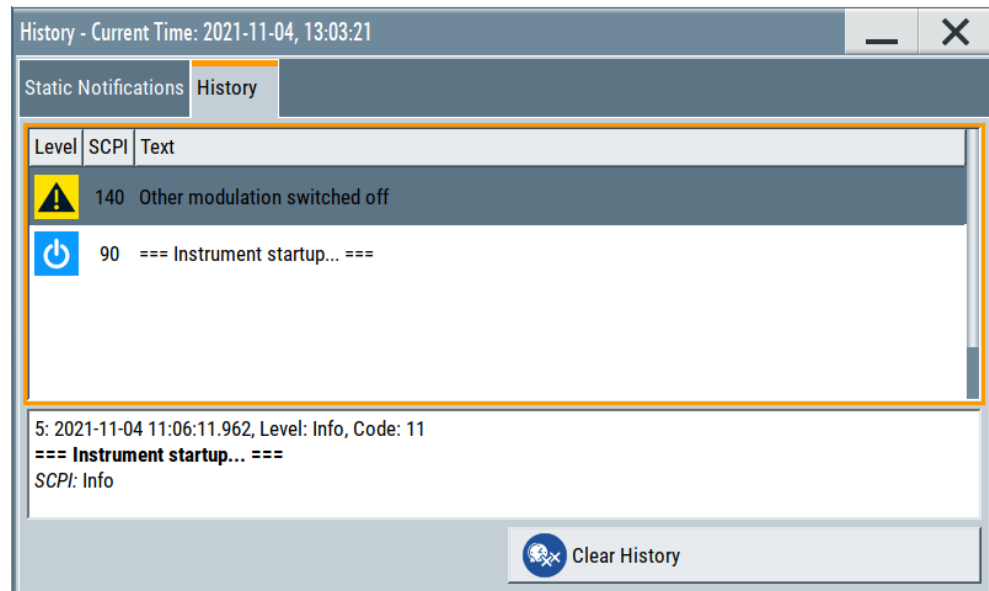 History - Current Time: 2021-11-04, 13:03:21
Static Notifications History
Level SCPI Text
140 Other modulation switched off
90 === Instrument startup... ===
5: 2021-11-04 11:06:11.962, Level: Info, Code: 11
=== Instrument startup... ===
SCPI: Info
Clear History